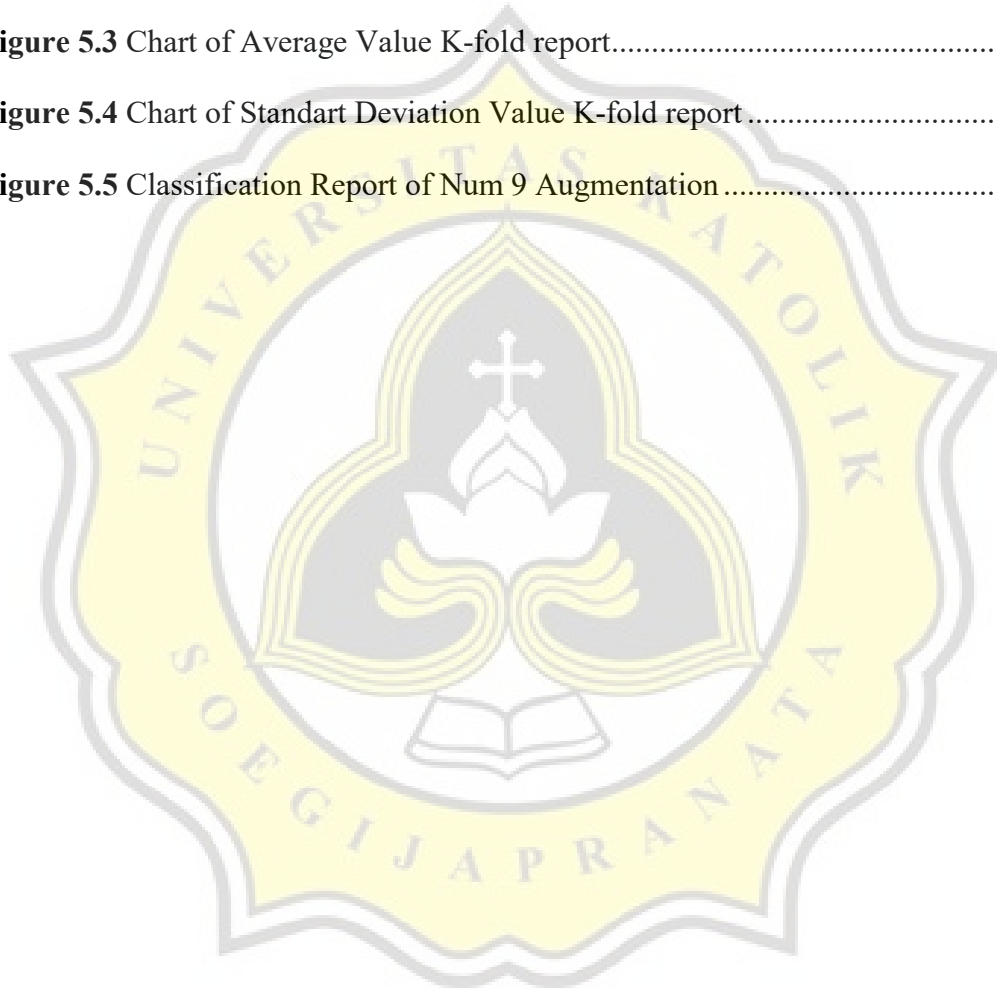 igure 5.3 Chart of Average Value K-fold report..................................................
igure 5.4 Chart of Standart Deviation Value K-fold report................................
igure 5.5 Classification Report of Num 9 Augmentation...................................
UNIVERSITAS KATOLIK
SOEGIJAPRANATA